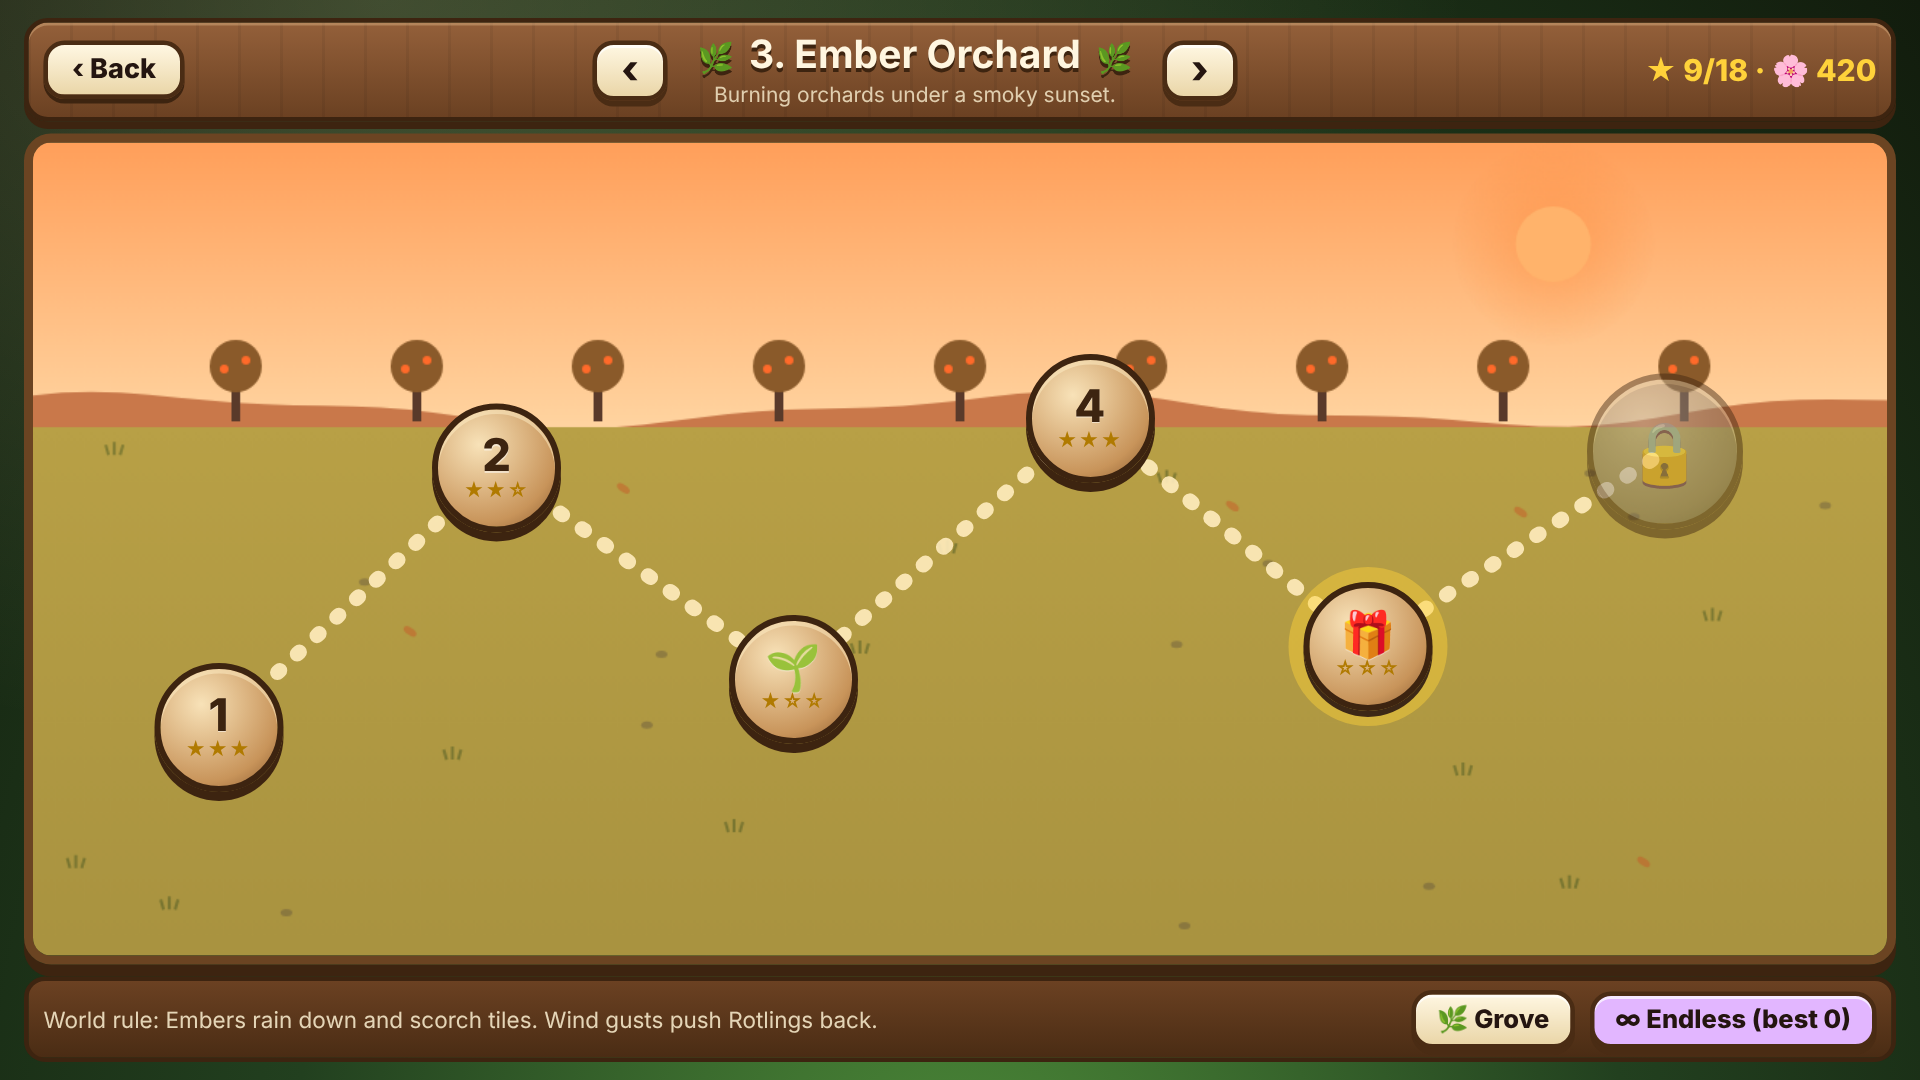 ‹ Back
‹
🌿 3. Ember Orchard 🌿
Burning orchards under a smoky sunset.
›
★ 9/18 · 🌸 420
2
★★☆
4
★★★
1
★★★
🌱
★☆☆
🎁
☆☆☆
🔒
World rule: Embers rain down and scorch tiles. Wind gusts push Rotlings back.
🌿 Grove
∞ Endless (best 0)